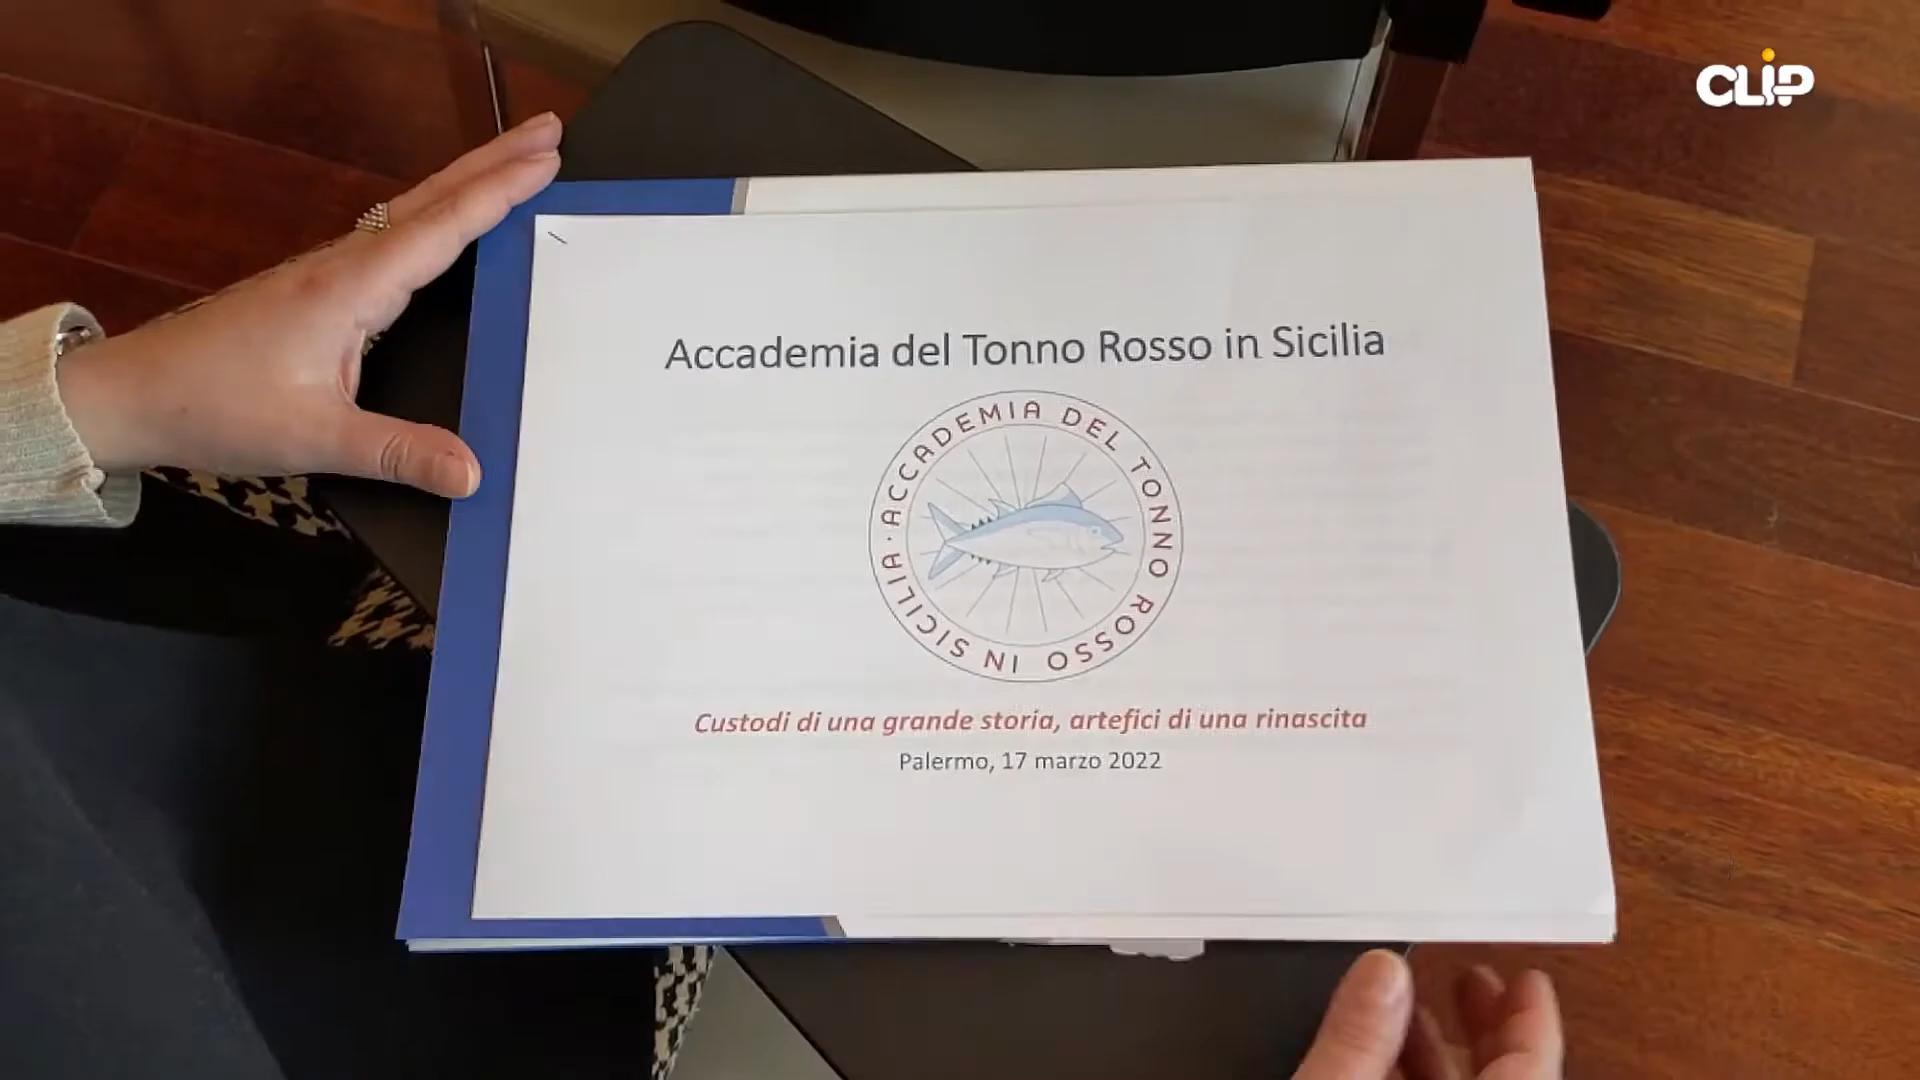 CLIP
Accademia del Tonno Rosso in Sicilia
ACCADEMIA DEL TONNO ROSSO IN SICILIA ·
Custodi di una grande storia, artefici di una rinascita
Palermo, 17 marzo 2022